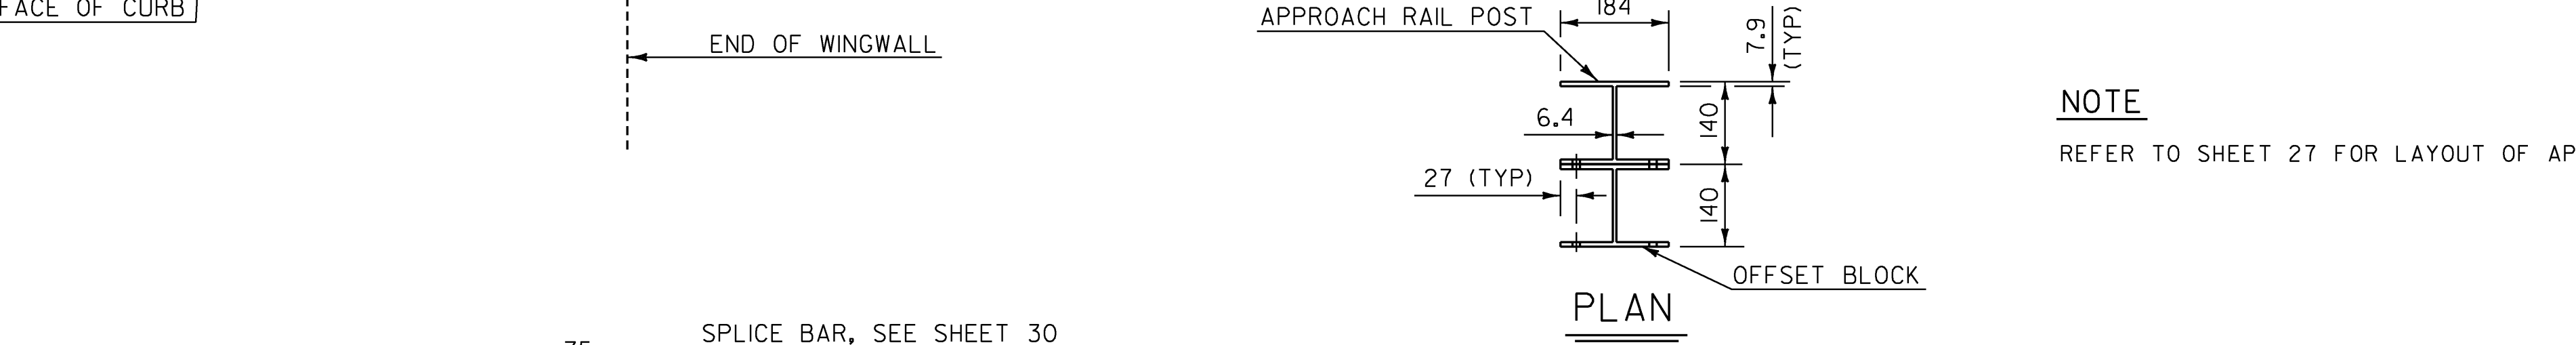 FACE OF CURB
END OF WINGWALL
APPROACH RAIL POST
184
7.9
(TYP)
6.4
140
27 (TYP)
140
OFFSET BLOCK
PLAN
NOTE
REFER TO SHEET 27 FOR LAYOUT OF AP
SPLICE BAR, SEE SHEET 30
75